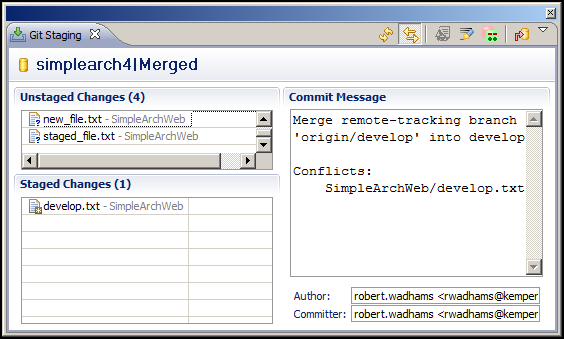 Git Staging
simplearch4|Merged
Unstaged Changes (4)
new_file.txt - SimpleArchWeb
staged_file.txt - SimpleArchWeb
Staged Changes (1)
develop.txt - SimpleArchWeb
Commit Message
Merge remote-tracking branch
'origin/develop' into develop
Conflicts:
SimpleArchWeb/develop.txt
Author: robert.wadhams <rwadhams@kemper
Committer: robert.wadhams <rwadhams@kemper